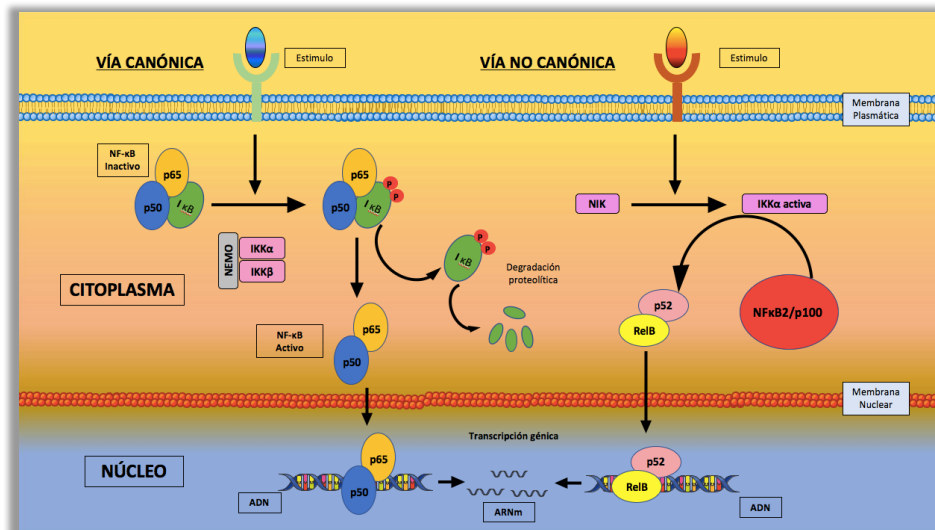 VÍA CANÓNICA
Estimulo
VÍA NO CANÓNICA
Estimulo
Membrana
Plasmática
NF-κB
Inactivo
p65
p50
IκB
p65
p50
IκB
P
P
NIK
IKKα activa
NEMO
IKKα
IKKβ
IκB
P
P
Degradación
proteolítica
CITOPLASMA
p52
RelB
NFκB2/p100
NF-κB
Activo
p65
p50
Membrana
Nuclear
Transcripción génica
NÚCLEO
p65
p50
ADN
ARNm
p52
RelB
ADN